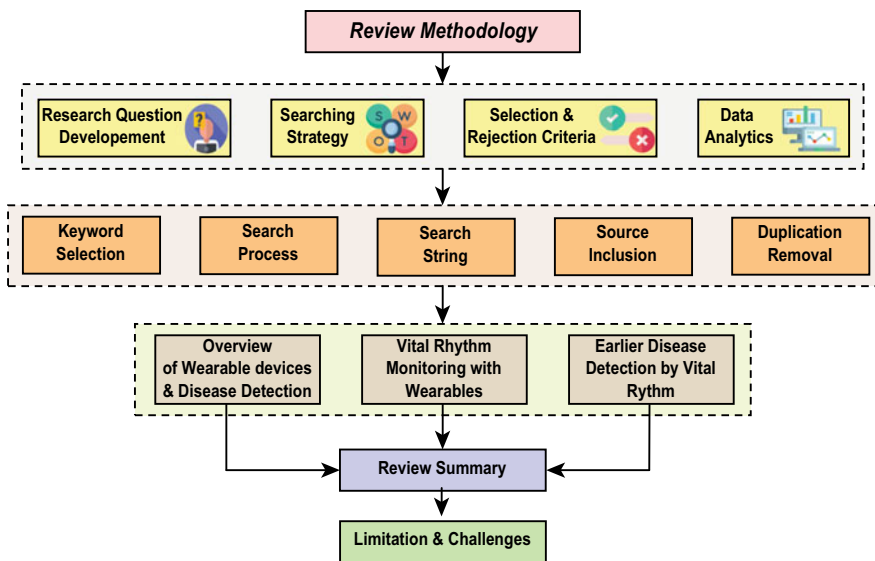 Review Methodology
Research Question
Developement
?
Searching
Strategy
S W
O T
Selection &
Rejection Criteria
Data
Analytics
Keyword
Selection
Search
Process
Search
String
Source
Inclusion
Duplication
Removal
Overview
of Wearable devices
& Disease Detection
Vital Rhythm
Monitoring with
Wearables
Earlier Disease
Detection by Vital
Rythm
Review Summary
Limitation & Challenges